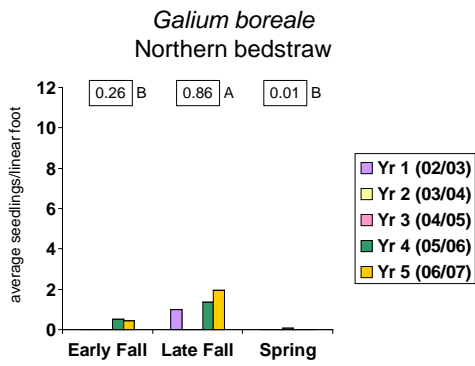 Galium boreale
Northern bedstraw
0.26 B 0.86 A 0.01 B
average seedlings/linear foot
12
10
8
6
4
2
0
Early Fall Late Fall Spring
Yr 1 (02/03)
Yr 2 (03/04)
Yr 3 (04/05)
Yr 4 (05/06)
Yr 5 (06/07)